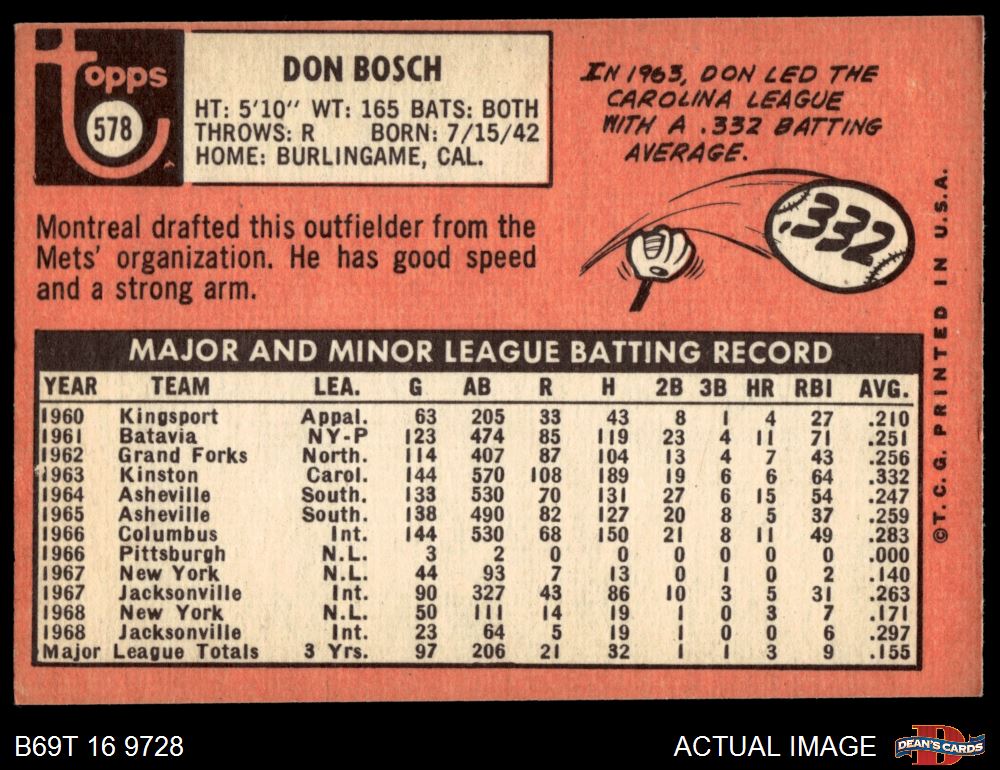 topps
578
DON BOSCH
HT: 5'10" WT: 165 BATS: BOTH
THROWS: R BORN: 7/15/42
HOME: BURLINGAME, CAL.
IN 1963, DON LED THE
CAROLINA LEAGUE
WITH A .332 BATTING
AVERAGE.
.332
Montreal drafted this outfielder from the
Mets' organization. He has good speed
and a strong arm.
MAJOR AND MINOR LEAGUE BATTING RECORD
YEAR TEAM LEA. G AB R H 2B 3B HR RBI AVG.
1960 Kingsport Appal. 63 205 33 43 8 1 4 27 .210
1961 Batavia NY-P 123 474 85 119 23 4 11 71 .251
1962 Grand Forks North. 114 407 87 104 13 4 7 43 .256
1963 Kinston Carol. 144 570 108 189 19 6 6 64 .332
1964 Asheville South. 133 530 70 131 27 6 15 54 .247
1965 Asheville South. 138 490 82 127 20 8 5 37 .259
1966 Columbus Int. 144 530 68 150 21 8 11 49 .283
1966 Pittsburgh N.L. 3 2 0 0 0 0 0 0 .000
1967 New York N.L. 44 93 7 13 0 1 0 2 .140
1967 Jacksonville Int. 90 327 43 86 10 3 5 31 .263
1968 New York N.L. 50 111 14 19 1 0 3 7 .171
1968 Jacksonville Int. 23 64 5 19 1 0 0 6 .297
Major League Totals 3 Yrs. 97 206 21 32 1 1 3 9 .155
©T.C.G. PRINTED IN U.S.A.
B69T 16 9728
ACTUAL IMAGE
DEAN'S CARDS